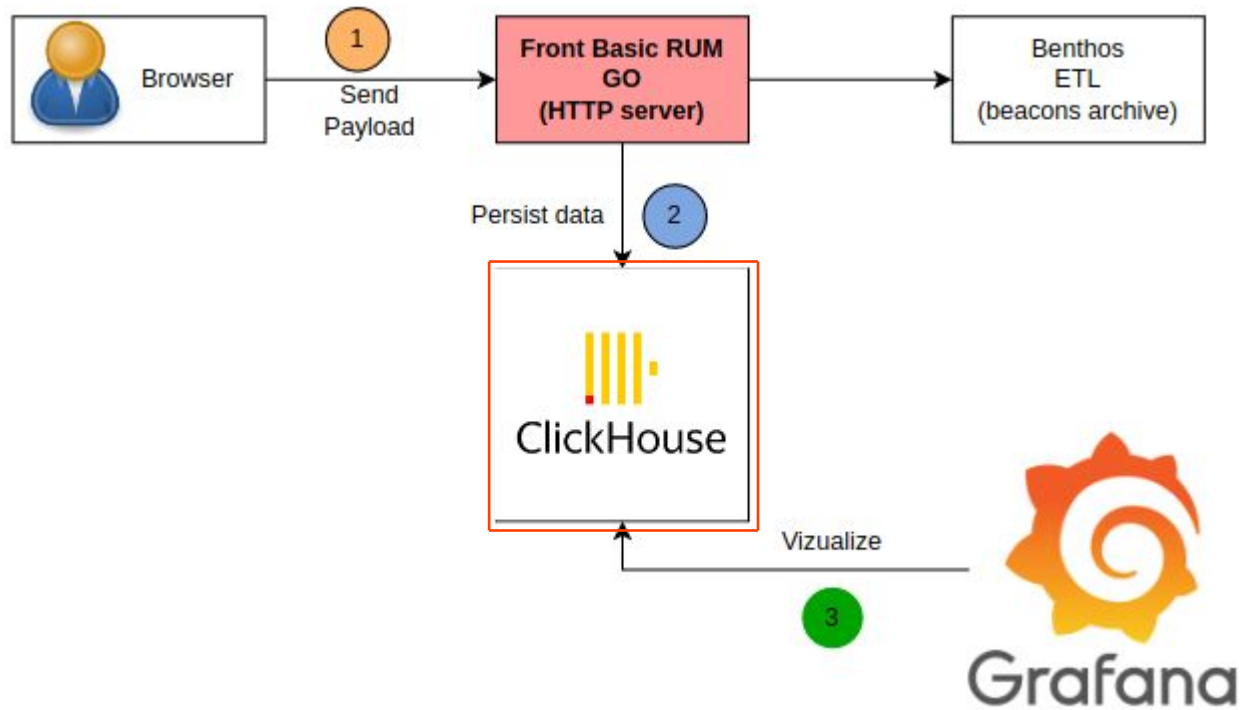 Browser
1
Send
Payload
Front Basic RUM
GO
(HTTP server)
Benthos
ETL
(beacons archive)
Persist data
2
ClickHouse
Vizualize
3
Grafana